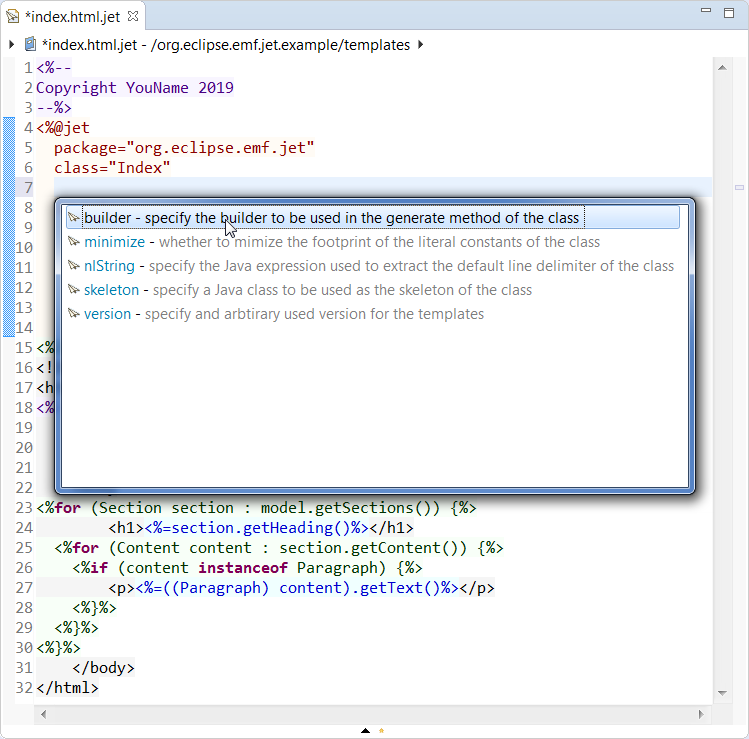 *index.html.jet
*index.html.jet - /org.eclipse.emf.jet.example/templates
1 <%--
2 Copyright YouName 2019
3 --%>
4 <%@jet
5 package="org.eclipse.emf.jet"
6 class="Index"
7
8
builder - specify the builder to be used in the generate method of the class
9
minimize - whether to mimize the footprint of the literal constants of the class
10
nlString - specify the Java expression used to extract the default line delimiter of the class
11
skeleton - specify a Java class to be used as the skeleton of the class
12
version - specify and arbtirary used version for the templates
13
14
15 <%
16 <!
17 <h
18 <%
19
20
21
22
23 <%for (Section section : model.getSections()) {%>
24 <h1><%=section.getHeading()%></h1>
25 <%for (Content content : section.getContent()) {%>
26 <%if (content instanceof Paragraph) {%>
27 <p><%=((Paragraph) content).getText()%></p>
28 <%}%>
29 <%}%>
30 <%}%>
31 </body>
32 </html>